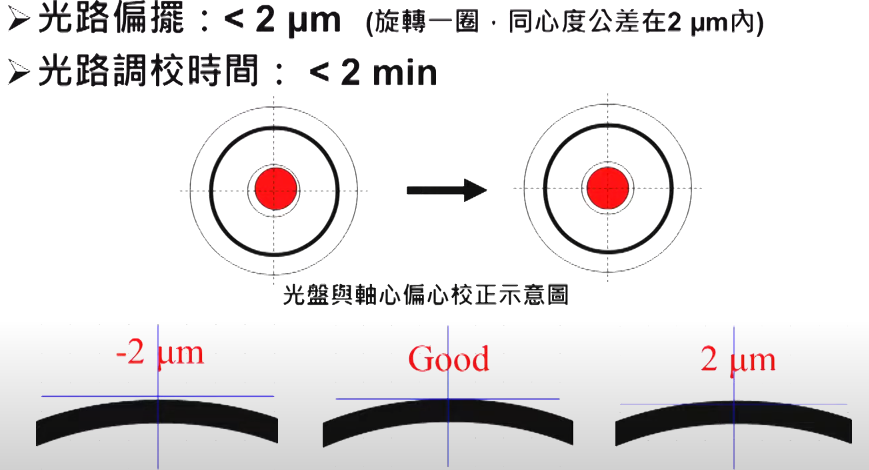 ➢光路偏擺：< 2 μm (旋轉一圈，同心度公差在2 μm內)
➢光路調校時間： < 2 min
光盤與軸心偏心校正示意圖
-2 μm Good 2 μm